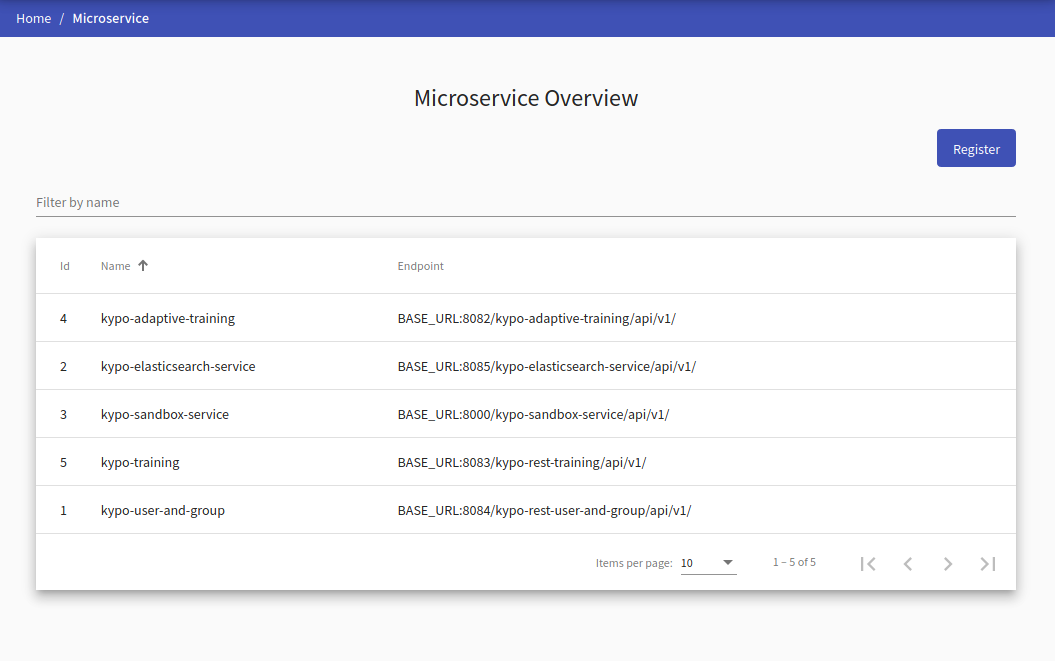 Home / Microservice
Microservice Overview
Register
Filter by name
Id Name Endpoint
4 kypo-adaptive-training BASE_URL:8082/kypo-adaptive-training/api/v1/
2 kypo-elasticsearch-service BASE_URL:8085/kypo-elasticsearch-service/api/v1/
3 kypo-sandbox-service BASE_URL:8000/kypo-sandbox-service/api/v1/
5 kypo-training BASE_URL:8083/kypo-rest-training/api/v1/
1 kypo-user-and-group BASE_URL:8084/kypo-rest-user-and-group/api/v1/
Items per page: 10 1 – 5 of 5